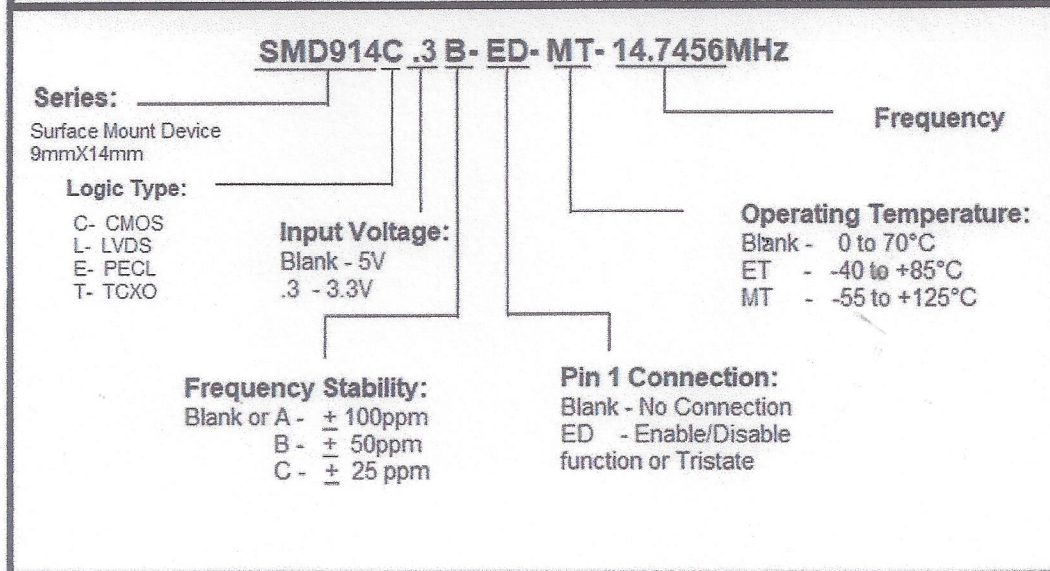 SMD914C .3 B- ED- MT- 14.7456MHz
Series:
Surface Mount Device
9mmX14mm
Logic Type:
C- CMOS
L- LVDS
E- PECL
T- TCXO
Input Voltage:
Blank - 5V
.3 - 3.3V
Frequency Stability:
Blank or A - ± 100ppm
B - ± 50ppm
C - ± 25 ppm
Pin 1 Connection:
Blank - No Connection
ED - Enable/Disable
function or Tristate
Operating Temperature:
Blank - 0 to 70°C
ET - -40 to +85°C
MT - -55 to +125°C
Frequency